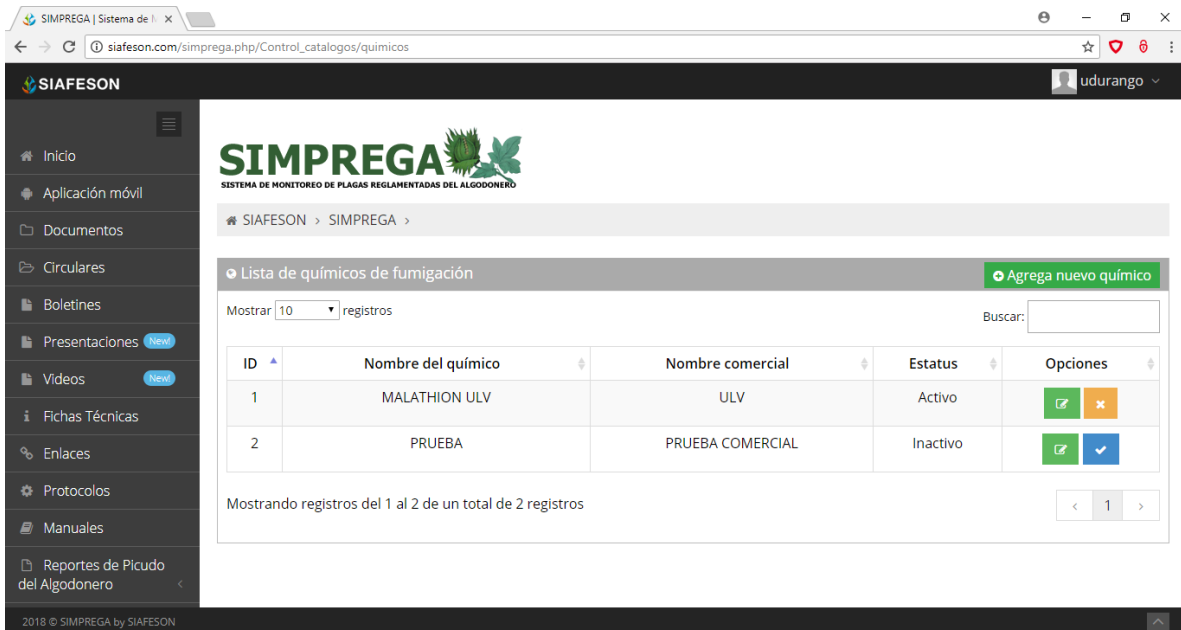 SIMPREGA | Sistema de M
siafeson.com/simprega.php/Control_catalogos/quimicos
SIAFESON
udurango
Inicio
Aplicación móvil
Documentos
Circulares
Boletines
Presentaciones New!
Videos New!
Fichas Técnicas
Enlaces
Protocolos
Manuales
Reportes de Picudo
del Algodonero
2018 © SIMPREGA by SIAFESON
SIMPREGA
SISTEMA DE MONITOREO DE PLAGAS REGLAMENTADAS DEL ALGODONERO
SIAFESON > SIMPREGA >
Lista de químicos de fumigación
Agrega nuevo químico
Mostrar 10 registros
Buscar:
ID Nombre del químico Nombre comercial Estatus Opciones
1 MALATHION ULV ULV Activo
2 PRUEBA PRUEBA COMERCIAL Inactivo
Mostrando registros del 1 al 2 de un total de 2 registros
< 1 >